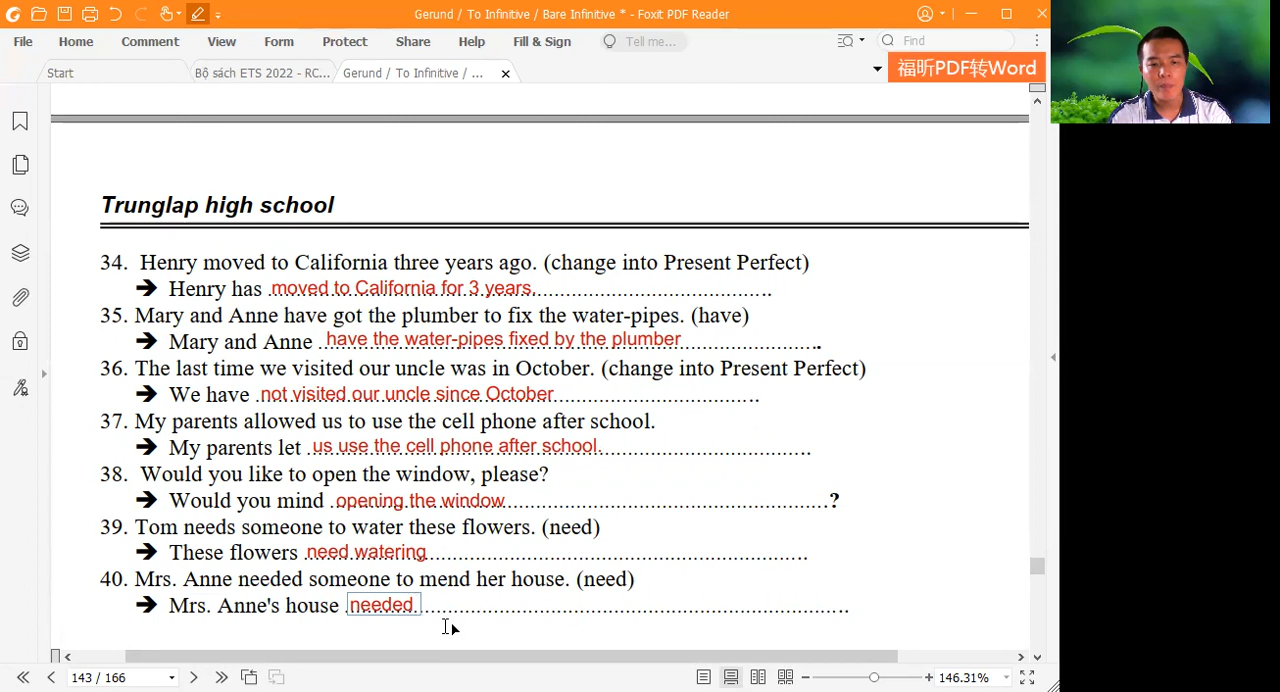 Gerund / To Infinitive / Bare Infinitive * - Foxit PDF Reader
File Home Comment View Form Protect Share Help Fill & Sign Tell me... Find
Start Bộ sách ETS 2022 - RC... Gerund / To Infinitive / ... 福昕PDF转Word
Trunglap high school
34. Henry moved to California three years ago. (change into Present Perfect)
➔ Henry has moved to California for 3 years.
35. Mary and Anne have got the plumber to fix the water-pipes. (have)
➔ Mary and Anne have the water-pipes fixed by the plumber.
36. The last time we visited our uncle was in October. (change into Present Perfect)
➔ We have not visited our uncle since October.
37. My parents allowed us to use the cell phone after school.
➔ My parents let us use the cell phone after school.
38. Would you like to open the window, please?
➔ Would you mind opening the window?
39. Tom needs someone to water these flowers. (need)
➔ These flowers need watering.
40. Mrs. Anne needed someone to mend her house. (need)
➔ Mrs. Anne's house needed.
143 / 166 146.31%